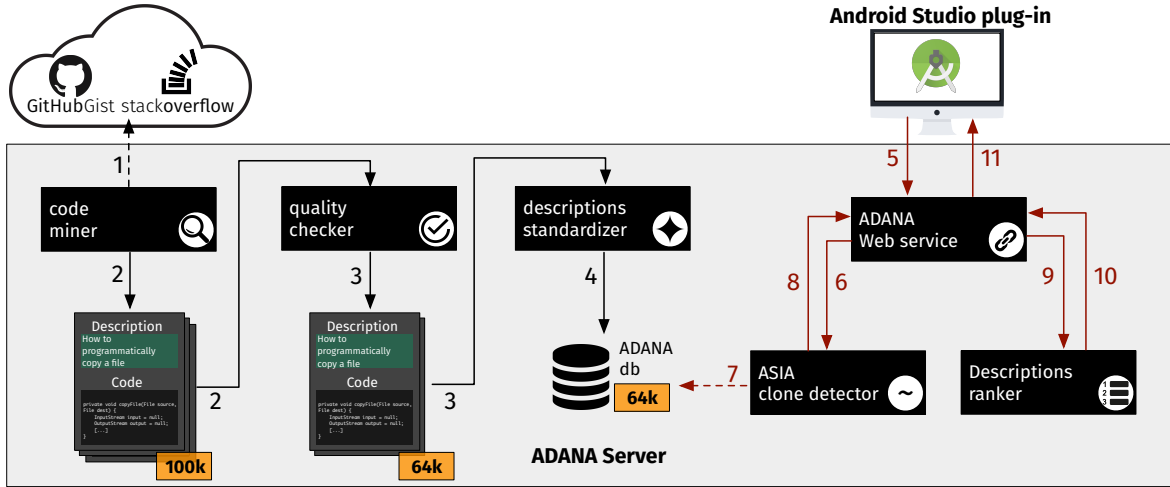 Android Studio plug-in
GitHubGist stackoverflow
1
5
11
code
miner
quality
checker
descriptions
standardizer
ADANA
Web service
2
3
4
8
6
9
10
Description
How to
programmatically
copy a file
Code
private void copyFile(File source,
File dest) {
InputStream input = null;
OutputStream output = null;
[...]
}
100k
2
Description
How to
programmatically
copy a file
Code
private void copyFile(File source,
File dest) {
InputStream input = null;
OutputStream output = null;
[...]
}
64k
3
ADANA
db
64k
7
ASIA
clone detector
~
Descriptions
ranker
1
2
3
ADANA Server